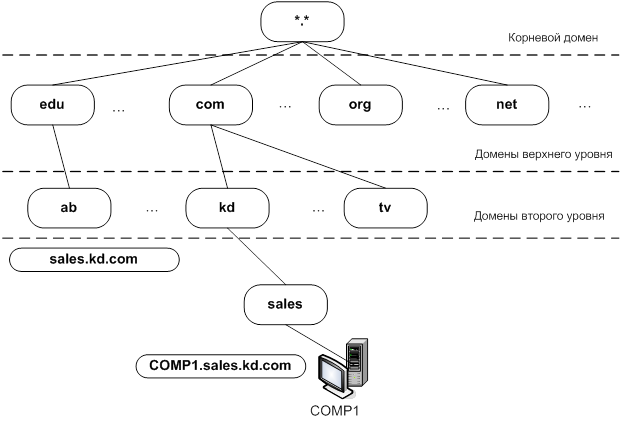 *.*
Корневой домен
edu
...
com
...
org
...
net
...
Домены верхнего уровня
ab
...
kd
...
tv
Домены второго уровня
sales.kd.com
sales
COMP1.sales.kd.com
COMP1